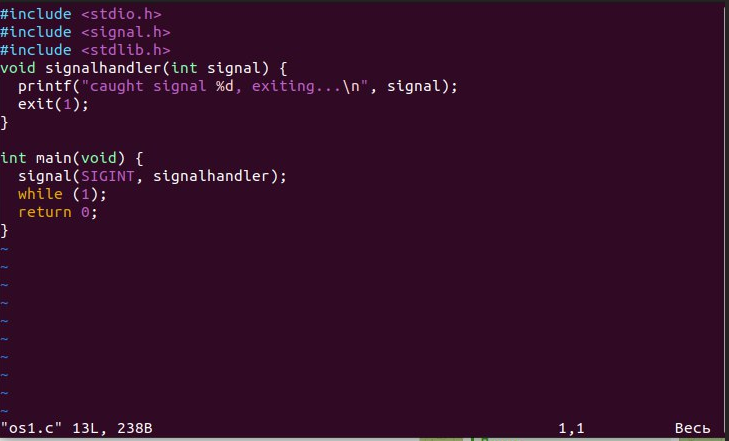 #include <stdio.h>
#include <signal.h>
#include <stdlib.h>
void signalhandler(int signal) {
  printf("caught signal %d, exiting...\n", signal);
  exit(1);
}

int main(void) {
  signal(SIGINT, signalhandler);
  while (1);
  return 0;
}
~
~
~
~
~
~
~
~
~
~
"os1.c" 13L, 238B 1,1 Весь